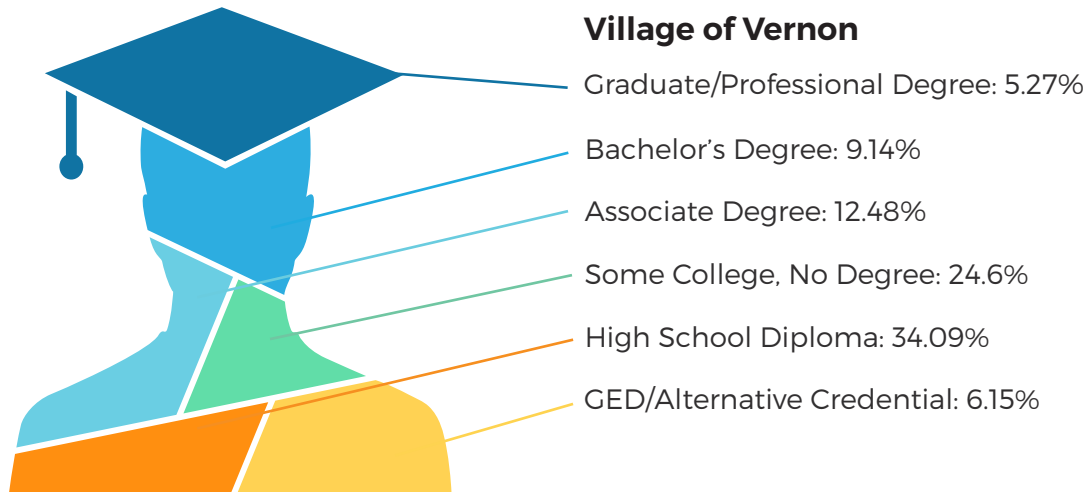 Village of Vernon
Graduate/Professional Degree: 5.27%
Bachelor’s Degree: 9.14%
Associate Degree: 12.48%
Some College, No Degree: 24.6%
High School Diploma: 34.09%
GED/Alternative Credential: 6.15%